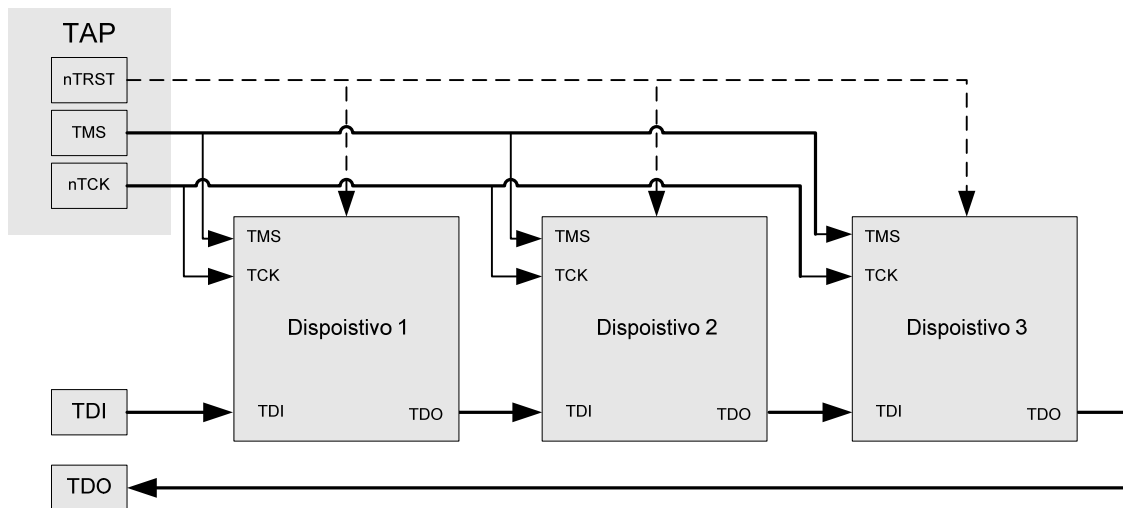 TAP
nTRST
TMS
nTCK
TMS
TMS
TMS
TCK
TCK
TCK
Dispoistivo 1
Dispoistivo 2
Dispoistivo 3
TDI
TDI
TDO
TDI
TDO
TDI
TDO
TDO